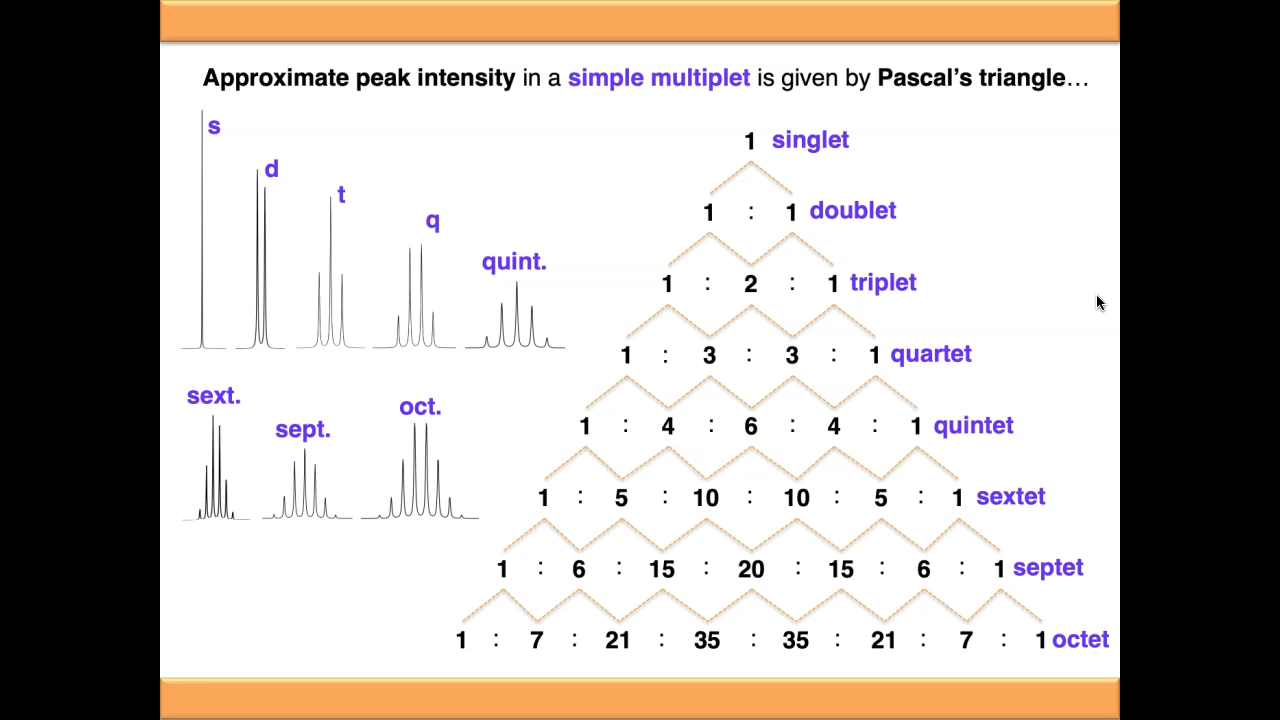 Approximate peak intensity in a simple multiplet is given by Pascal’s triangle…
s
d
t
q
quint.
sext.
sept.
oct.
1 singlet
1 : 1 doublet
1 : 2 : 1 triplet
1 : 3 : 3 : 1 quartet
1 : 4 : 6 : 4 : 1 quintet
1 : 5 : 10 : 10 : 5 : 1 sextet
1 : 6 : 15 : 20 : 15 : 6 : 1 septet
1 : 7 : 21 : 35 : 35 : 21 : 7 : 1 octet